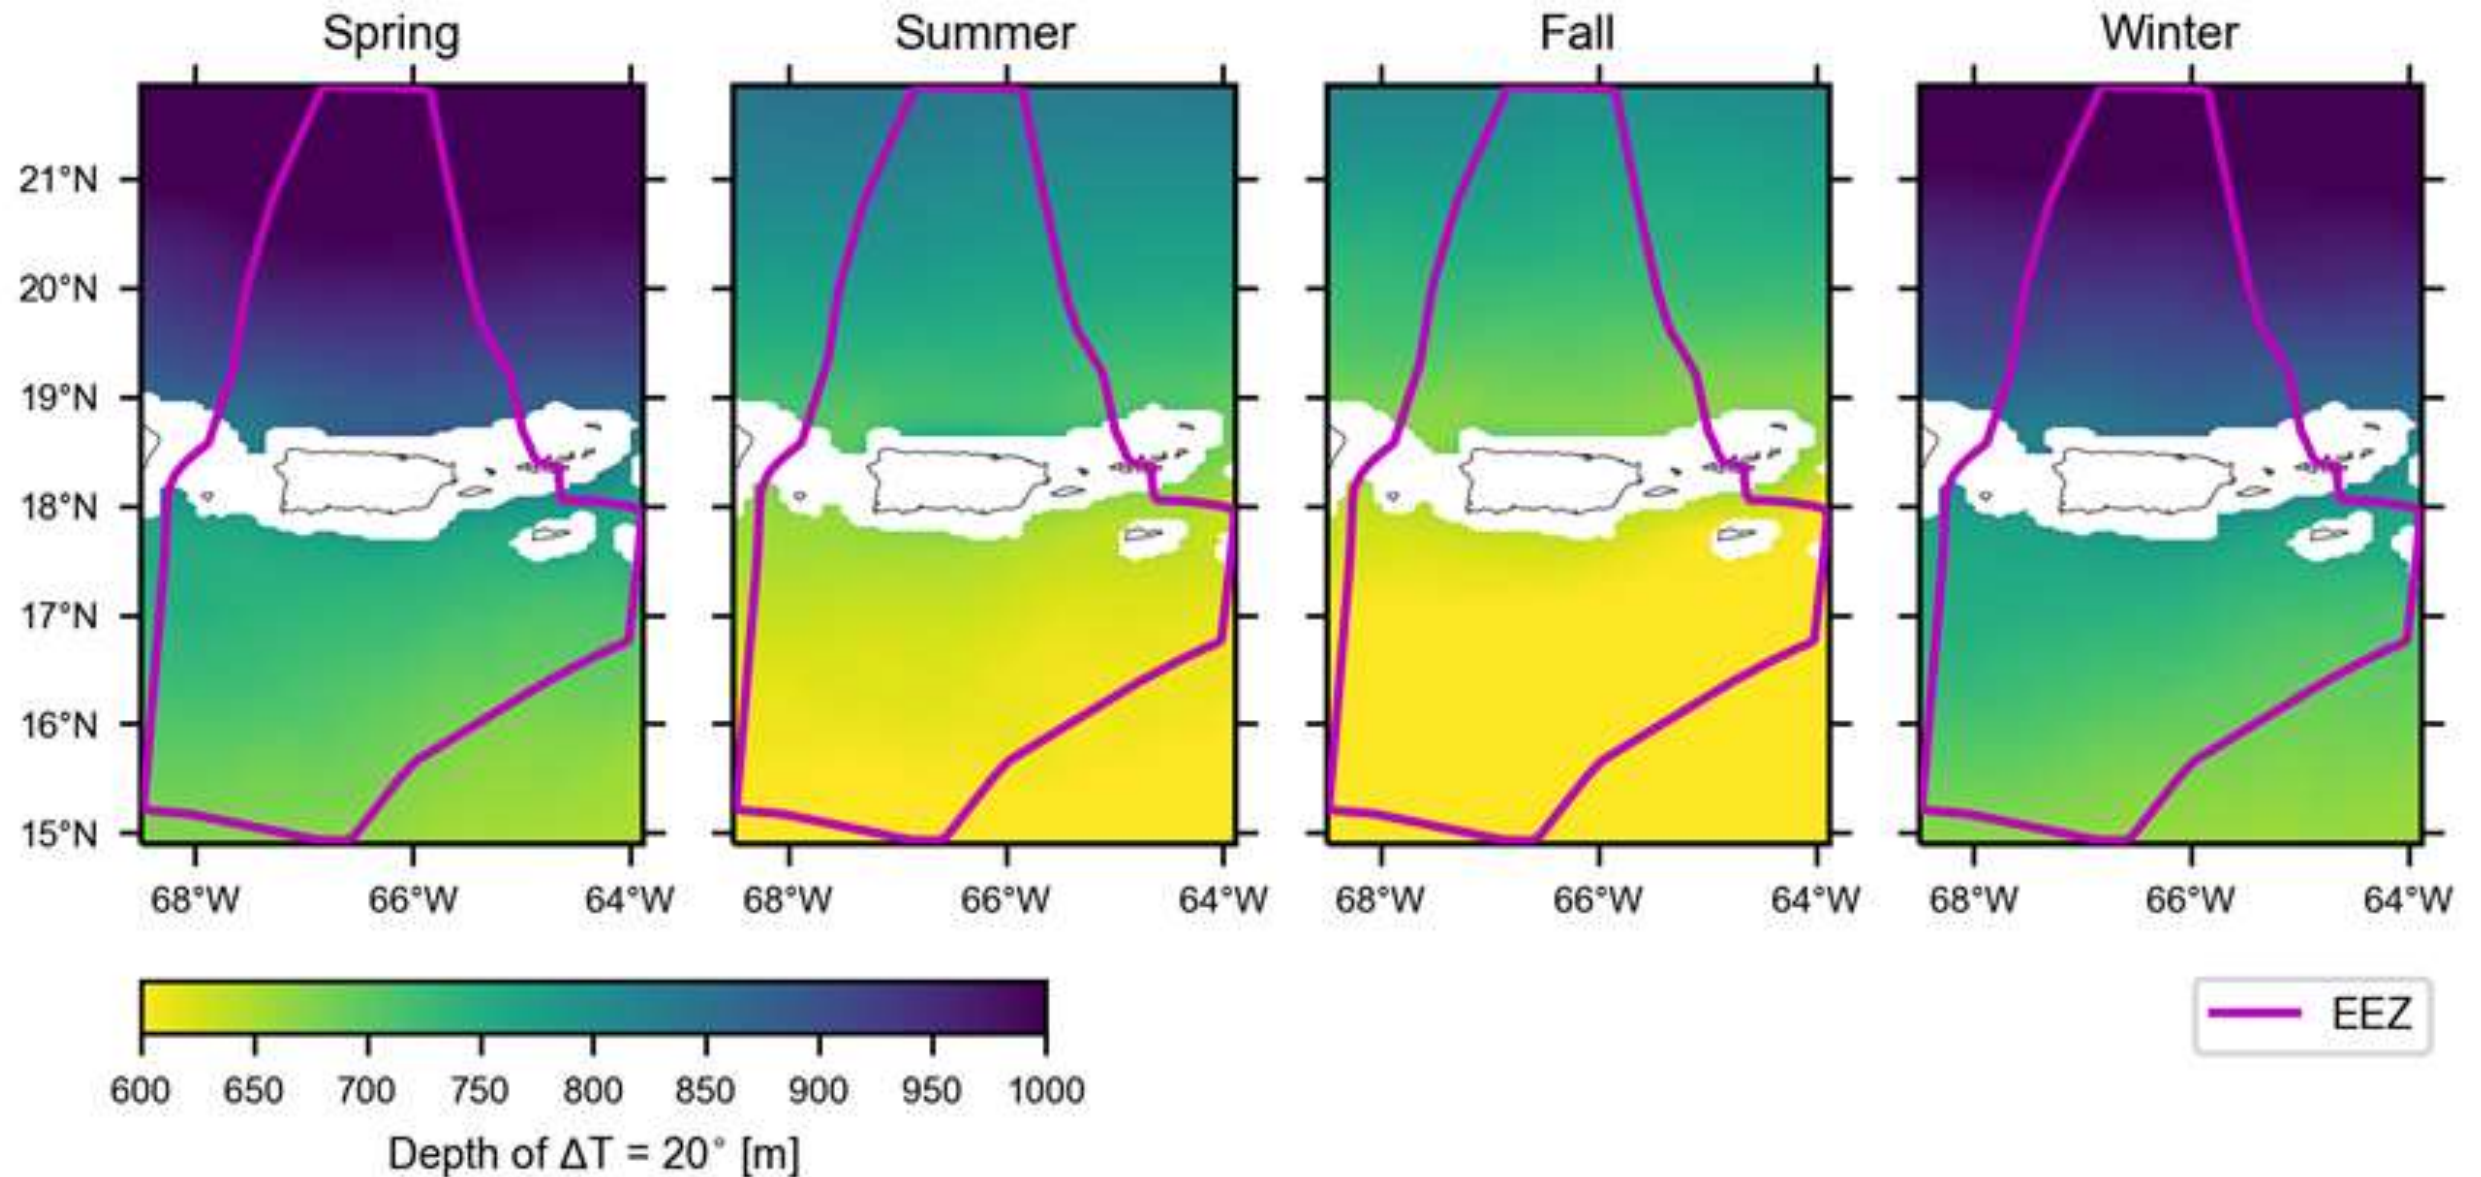 Spring Summer Fall Winter
21°N
20°N
19°N
18°N
17°N
16°N
15°N
68°W 66°W 64°W 68°W 66°W 64°W 68°W 66°W 64°W 68°W 66°W 64°W
EEZ
600 650 700 750 800 850 900 950 1000
Depth of ΔT = 20° [m]